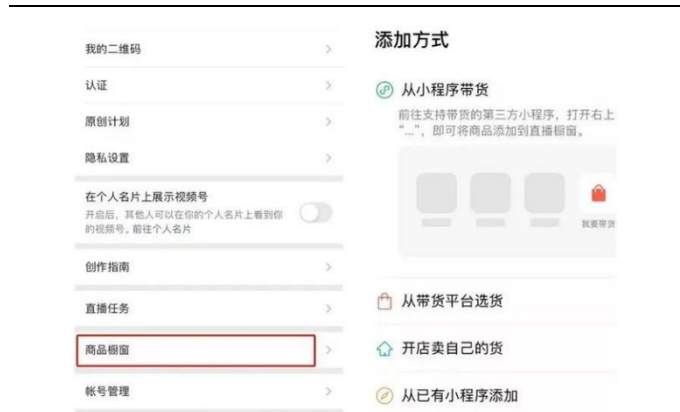 我的二维码
认证
原创计划
隐私设置
在个人名片上展示视频号
开启后，其他人可以在你的个人名片上看到你
的视频号。前往个人名片
创作指南
直播任务
商品橱窗
帐号管理
添加方式
从小程序带货
前往支持带货的第三方小程序，打开右上
“...”，即可将商品添加到直播橱窗。
我要带货
从带货平台选货
开店卖自己的货
从已有小程序添加